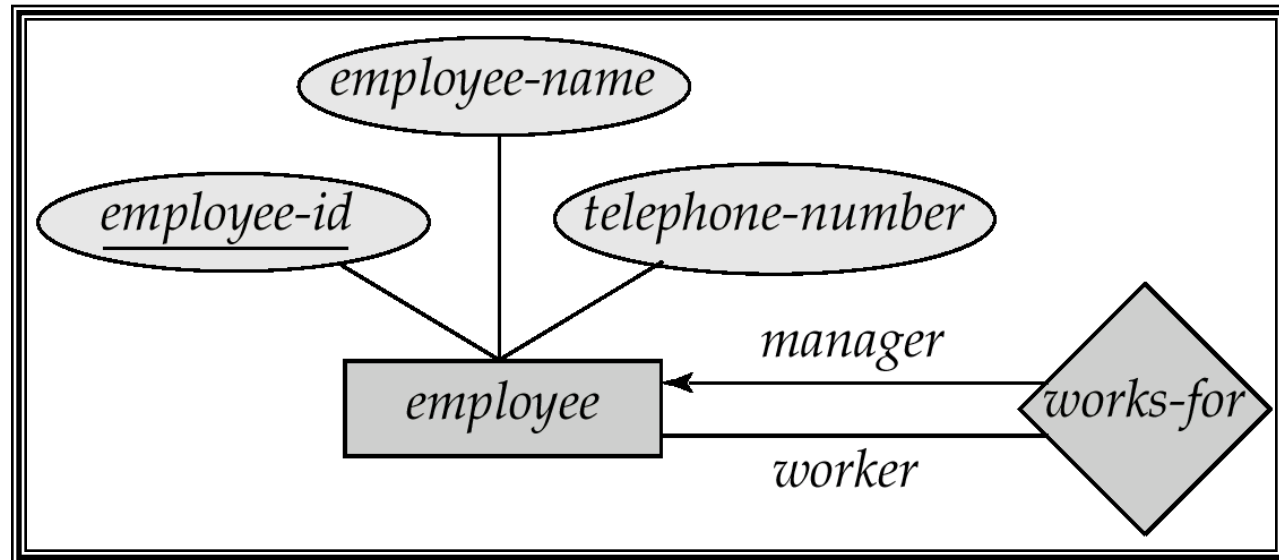 employee-name
employee-id
telephone-number
manager
employee
works-for
worker